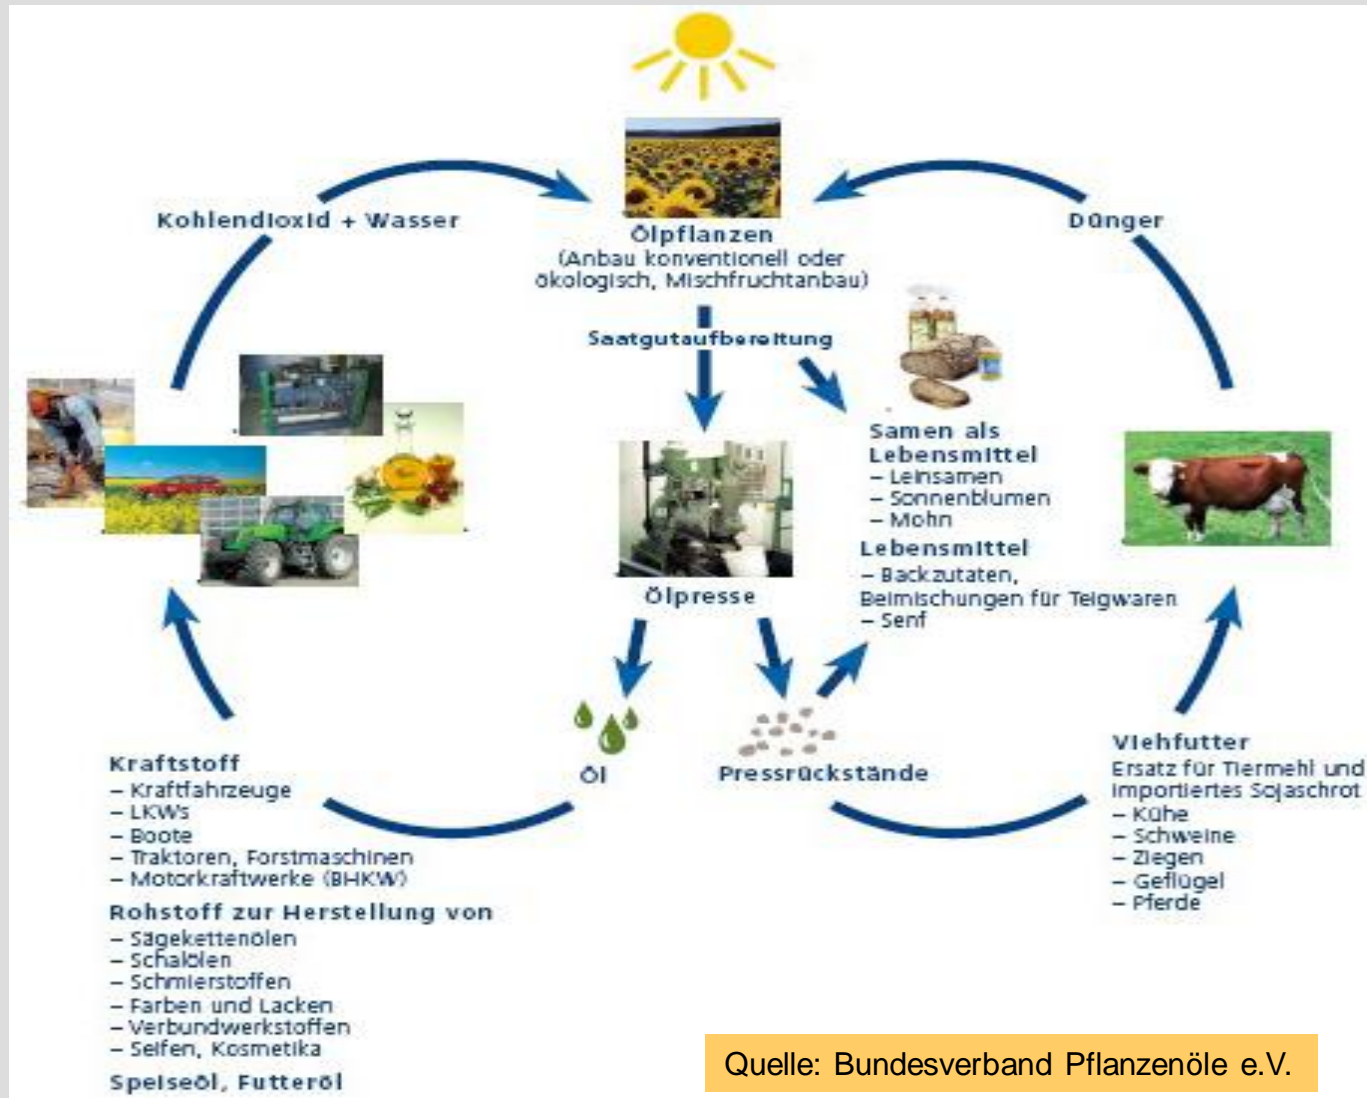 Kohlendioxid + Wasser
Dünger
Ölpflanzen
(Anbau konventionell oder
ökologisch, Mischfruchtanbau)
Saatgutaufbereitung
Samen als
Lebensmittel
– Leinsamen
– Sonnenblumen
– Mohn
Lebensmittel
– Backzutaten,
Beimischungen für Teigwaren
– Senf
Ölpresse
Öl
Pressrückstände
Kraftstoff
– Kraftfahrzeuge
– LKWs
– Boote
– Traktoren, Forstmaschinen
– Motorkraftwerke (BHKW)
Rohstoff zur Herstellung von
– Sägekettenölen
– Schalölen
– Schmierstoffen
– Farben und Lacken
– Verbundwerkstoffen
– Seifen, Kosmetika
Speiseöl, Futteröl
Viehfutter
Ersatz für Tiermehl und
importiertes Sojaschrot
– Kühe
– Schweine
– Ziegen
– Geflügel
– Pferde
Quelle: Bundesverband Pflanzenöle e.V.